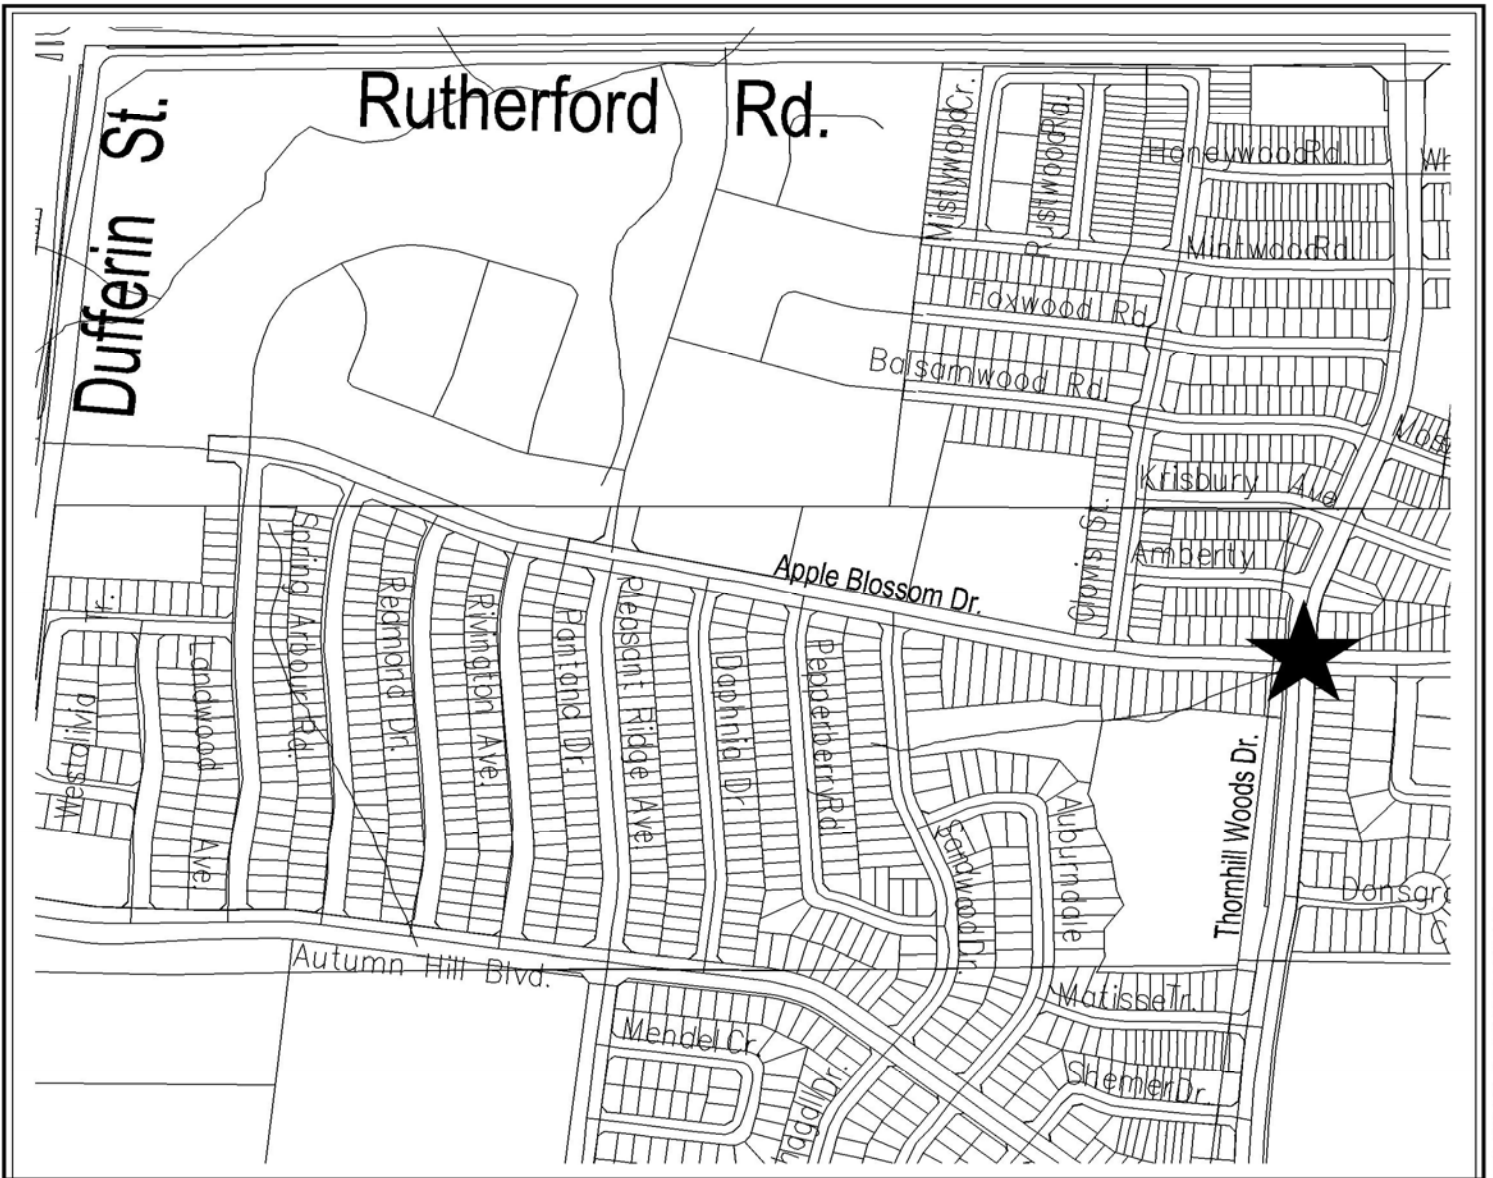 Rutherford Rd.
Dufferin St.
Mistywood Cr.
Rustwood Rd.
Honeywood Rd.
Mintwood Rd.
Foxwood Rd.
Balsamwood Rd.
Krisbury Ave
Amberty
Apple Blossom Dr.
Spring Arbour Rd.
Redmond Dr.
Rivington Ave.
Pantano Dr.
Pleasant Ridge Ave
Daphnia Dr.
Pepperberry Rd
Tr.
Landwood Ave.
Westolivia
Sandwood Dr.
Auburndale
Thornhill Woods Dr.
Autumn Hill Blvd.
Matisse Tr.
Mendel Cr.
Shemer Dr.